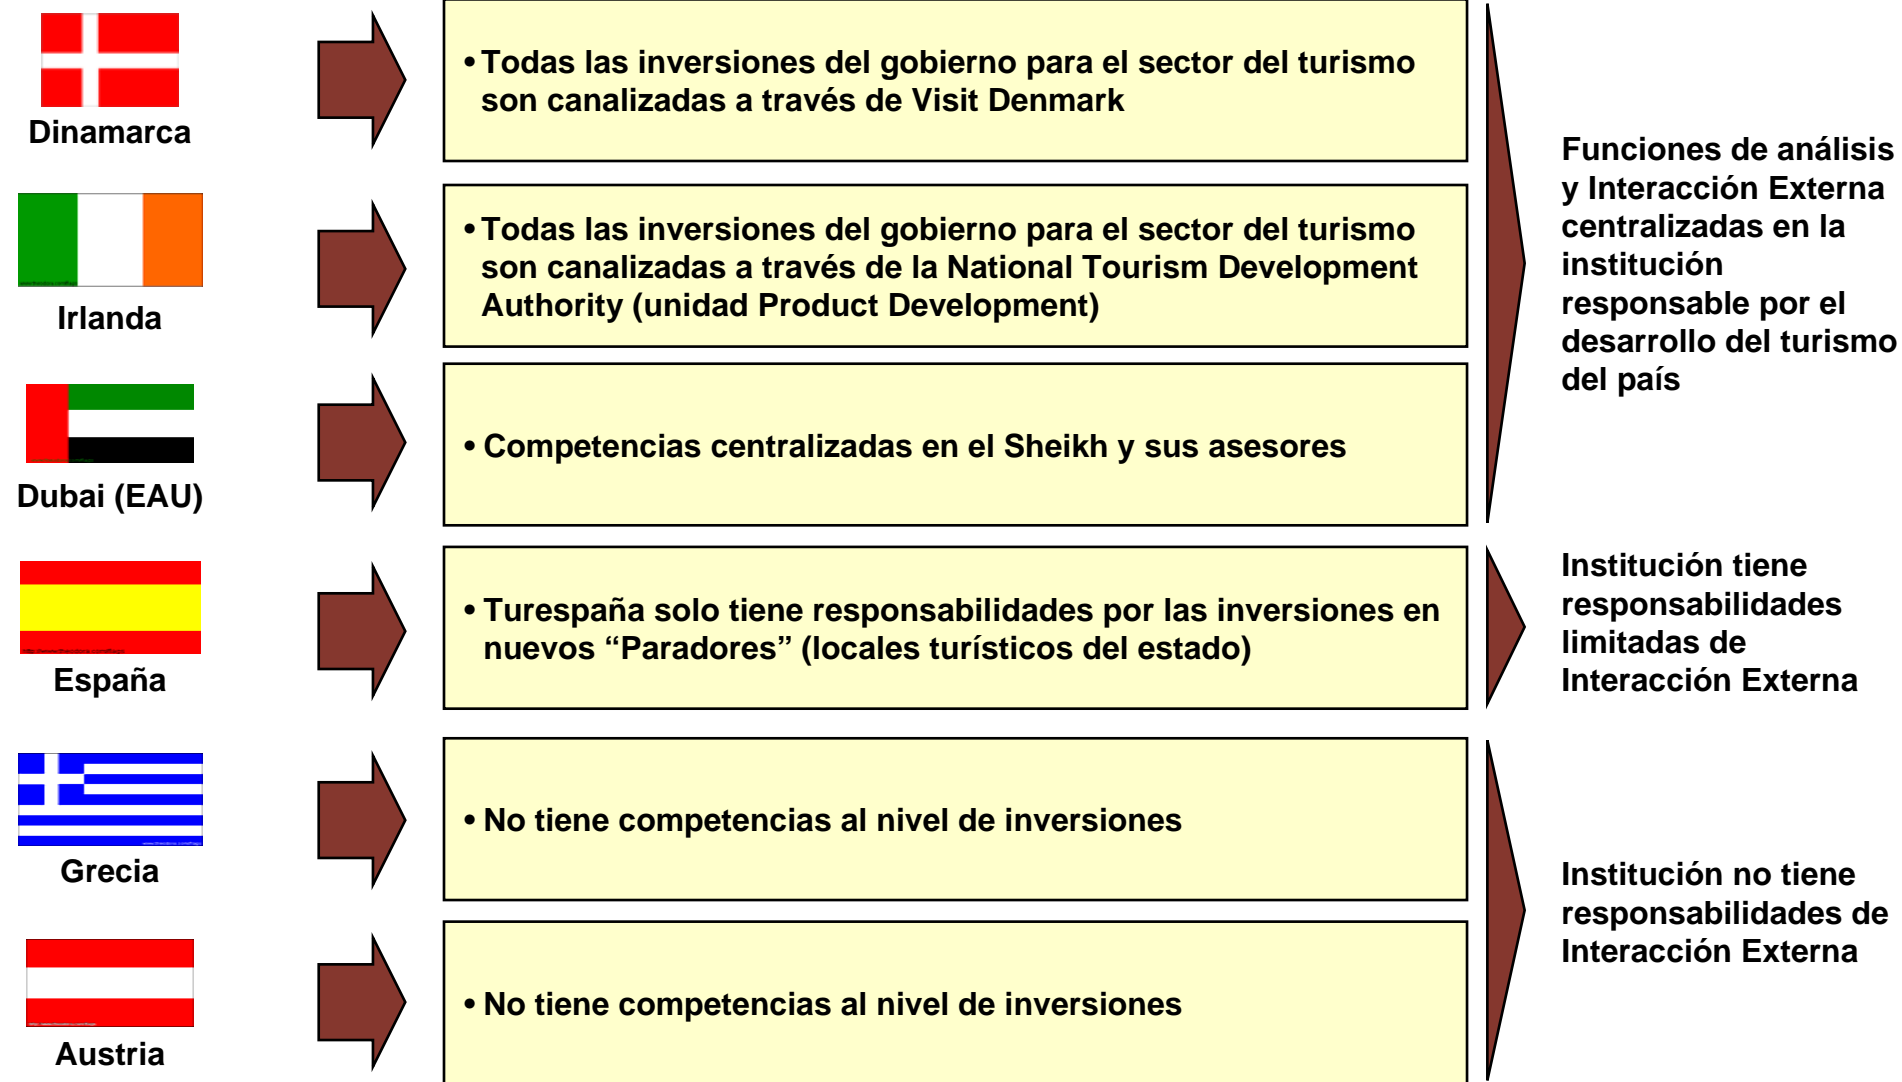 Dinamarca
• Todas las inversiones del gobierno para el sector del turismo
son canalizadas a través de Visit Denmark
Irlanda
• Todas las inversiones del gobierno para el sector del turismo
son canalizadas a través de la National Tourism Development
Authority (unidad Product Development)
Dubai (EAU)
• Competencias centralizadas en el Sheikh y sus asesores
Funciones de análisis
y Interacción Externa
centralizadas en la
institución
responsable por el
desarrollo del turismo
del país
España
• Turespaña solo tiene responsabilidades por las inversiones en
nuevos “Paradores” (locales turísticos del estado)
Institución tiene
responsabilidades
limitadas de
Interacción Externa
Grecia
• No tiene competencias al nivel de inversiones
Austria
• No tiene competencias al nivel de inversiones
Institución no tiene
responsabilidades de
Interacción Externa